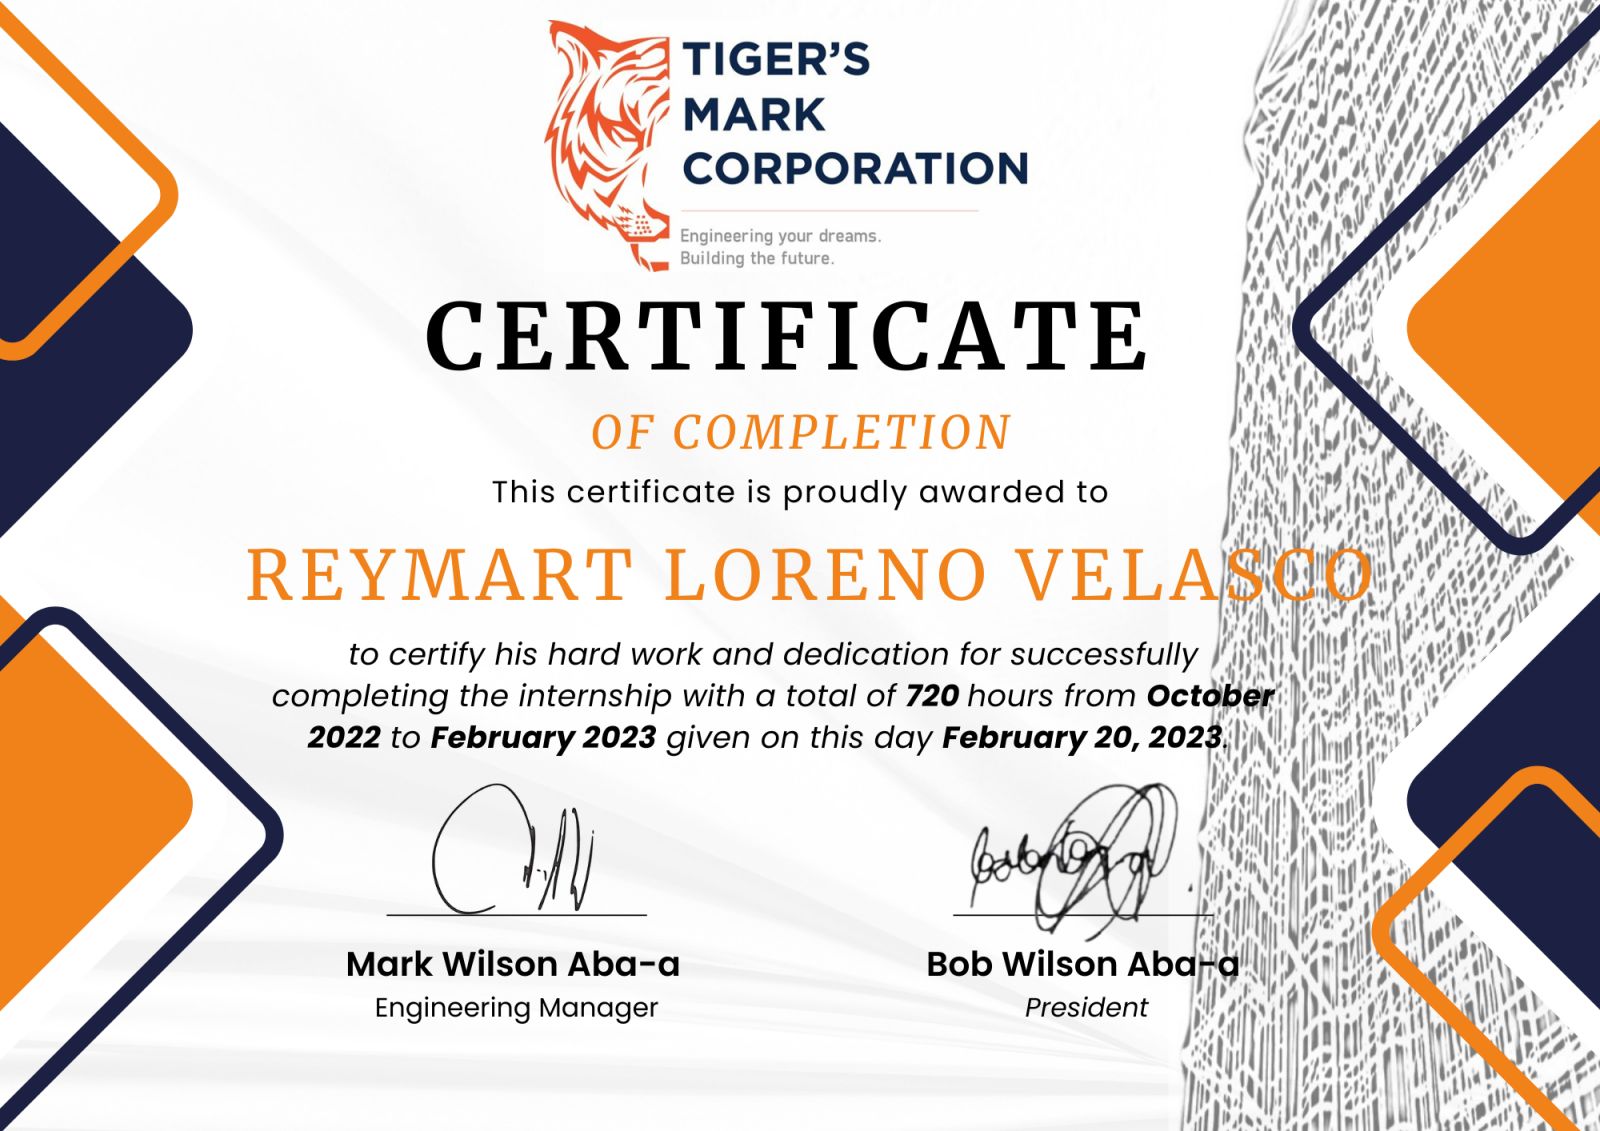 TIGER'S
MARK
CORPORATION
Engineering your dreams.
Building the future.
CERTIFICATE
OF COMPLETION
This certificate is proudly awarded to
REYMART LORENO VELASCO
to certify his hard work and dedication for successfully
completing the internship with a total of 720 hours from October
2022 to February 2023 given on this day February 20, 2023.
Mark Wilson Aba-a
Bob Wilson Aba-a
Engineering Manager
President